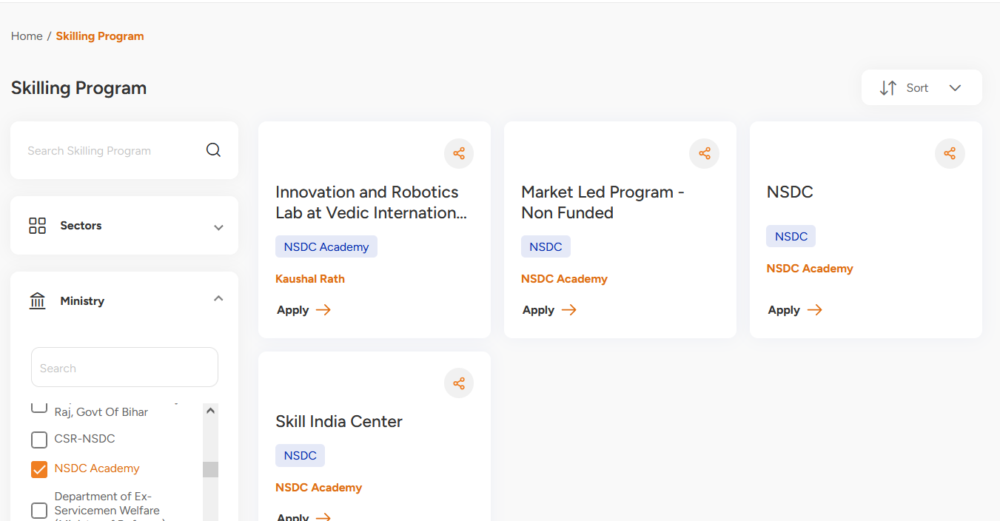 Home / Skilling Program
Skilling Program
Sort
Search Skilling Program
Sectors
Ministry
Search
Raj, Govt Of Bihar
CSR-NSDC
NSDC Academy
Department of Ex-
Servicemen Welfare
Innovation and Robotics
Lab at Vedic Internation...
NSDC Academy
Kaushal Rath
Apply
Market Led Program -
Non Funded
NSDC
NSDC Academy
Apply
NSDC
NSDC
NSDC Academy
Apply
Skill India Center
NSDC
NSDC Academy
Apply